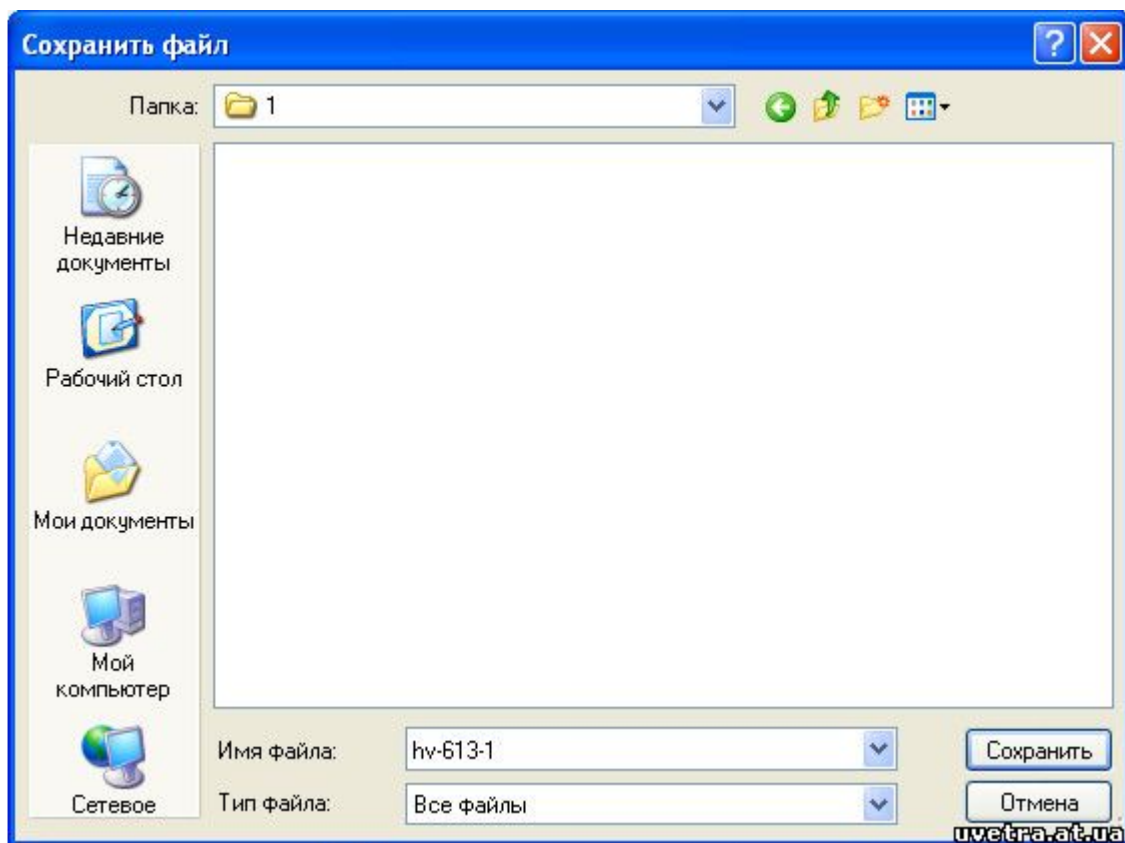 Сохранить файл
Папка:
1
Недавние
документы
Рабочий стол
Мои документы
Мой
компьютер
Сетевое
Имя файла:
hv-613-1
Сохранить
Тип файла:
Все файлы
Отмена
uvetra.at.ua